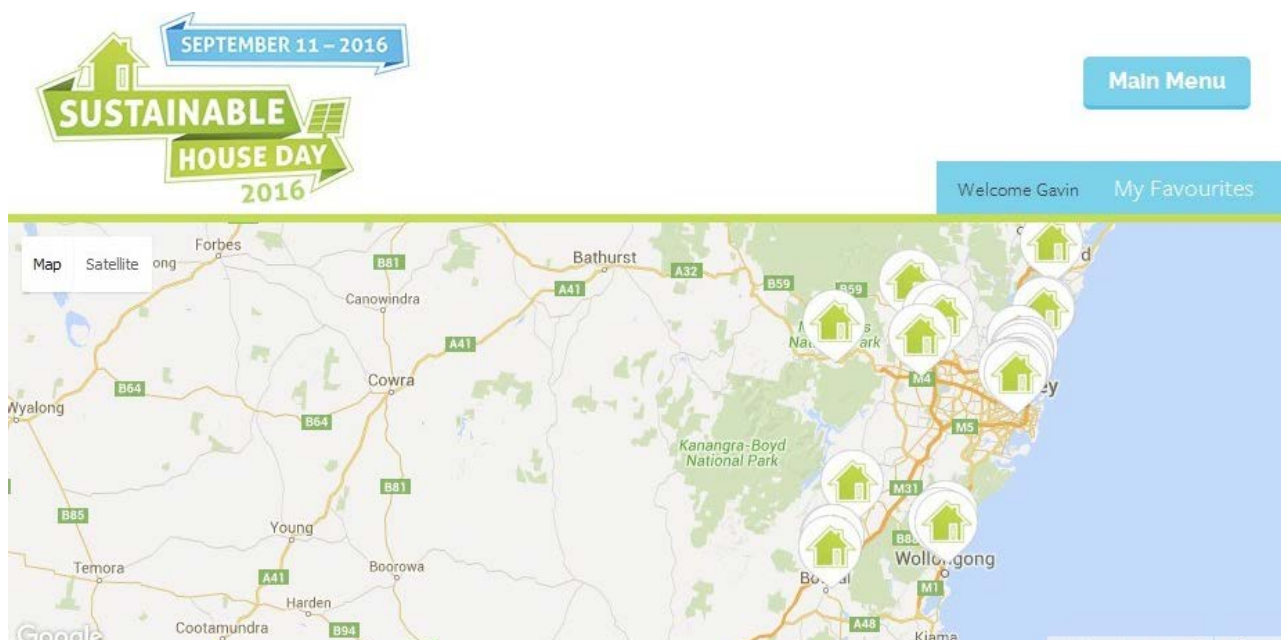 SEPTEMBER 11 – 2016
SUSTAINABLE
HOUSE DAY
2016
Main Menu
Welcome Gavin My Favourites
Map Satellite
Forbes
Bathurst
B81
A32
B59
B59
A41
Canowindra
A41
Cowra
B64
B64
M4
M5
Kanangra-Boyd
National Park
B81
M31
B85
Young
Wollongong
Temora
A41
Boorowa
M1
Harden
Cootamundra
B94
A48
Kiama
Google